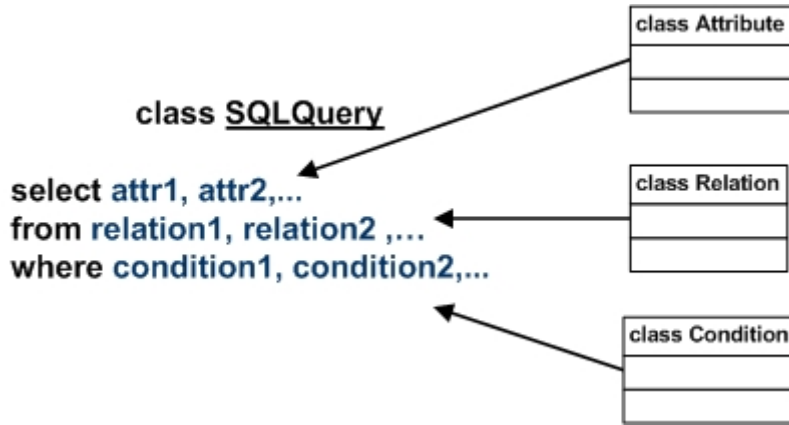 class Attribute
class SQLQuery
select attr1, attr2,...
from relation1, relation2 ,...
where condition1, condition2,...
class Relation
class Condition